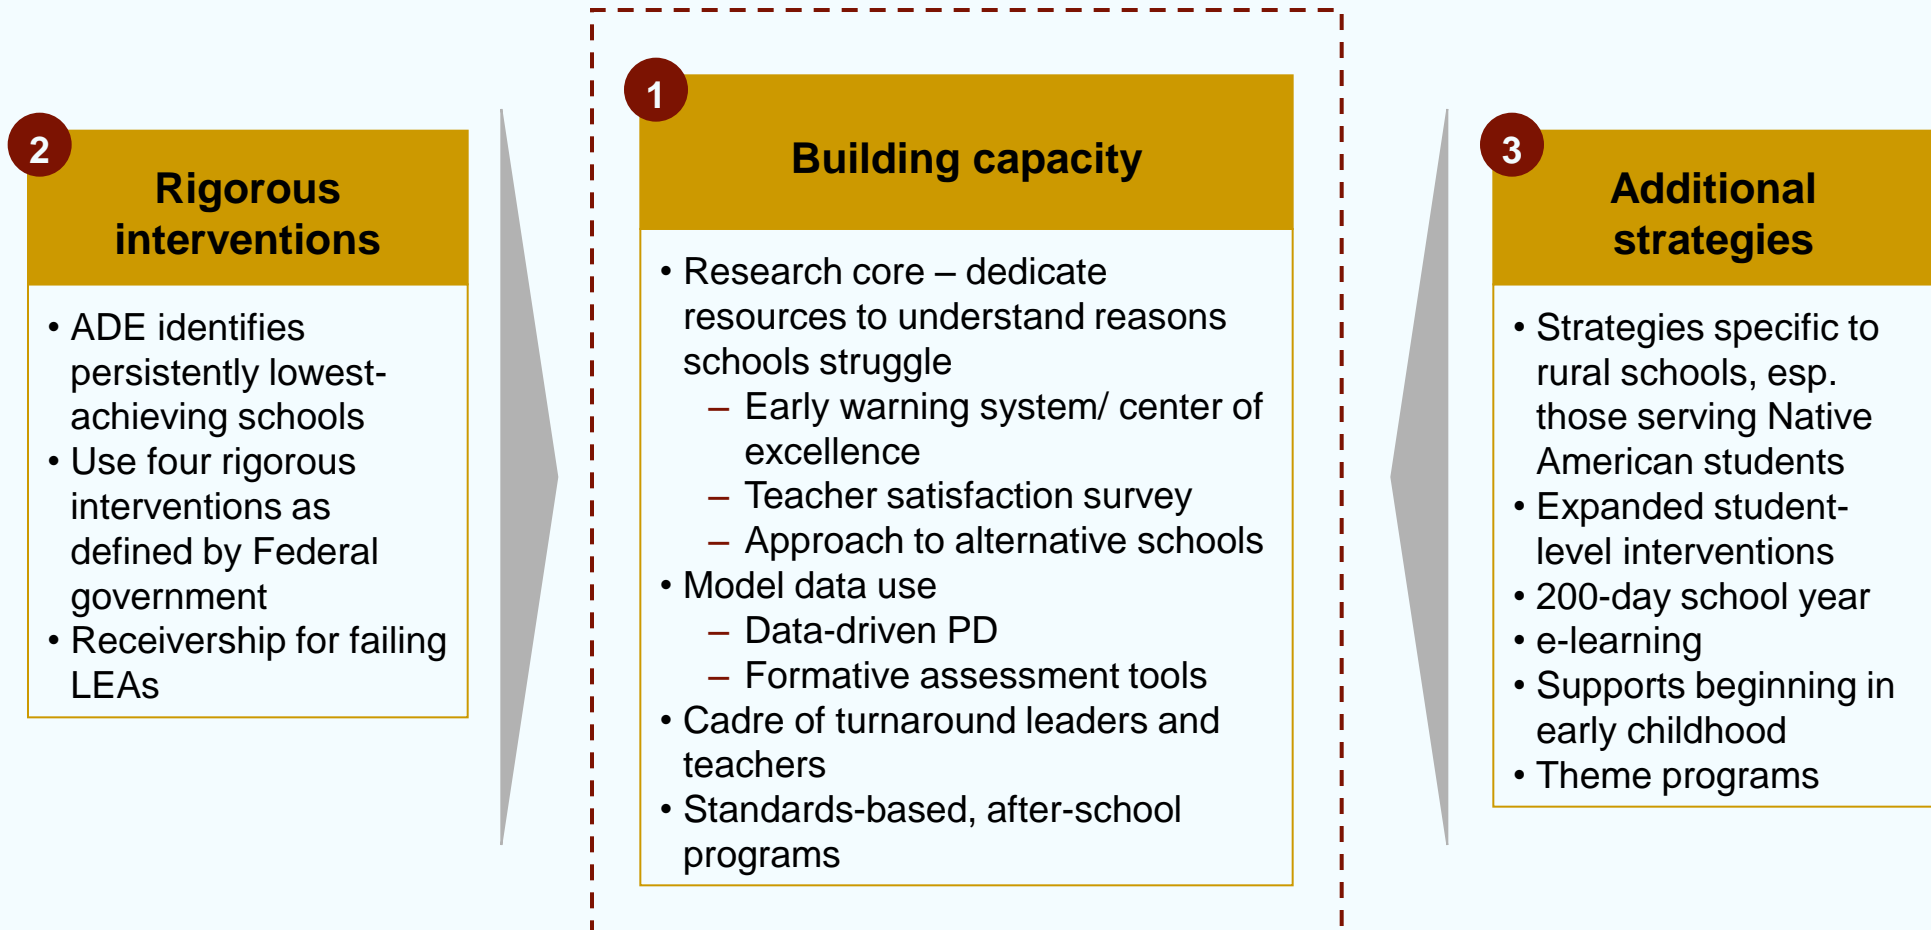 2
Rigorous
interventions
• ADE identifies
persistently lowest-
achieving schools
• Use four rigorous
interventions as
defined by Federal
government
• Receivership for failing
LEAs
1
Building capacity
• Research core – dedicate
resources to understand reasons
schools struggle
– Early warning system/ center of
excellence
– Teacher satisfaction survey
– Approach to alternative schools
• Model data use
– Data-driven PD
– Formative assessment tools
• Cadre of turnaround leaders and
teachers
• Standards-based, after-school
programs
3
Additional
strategies
• Strategies specific to
rural schools, esp.
those serving Native
American students
• Expanded student-
level interventions
• 200-day school year
• e-learning
• Supports beginning in
early childhood
• Theme programs